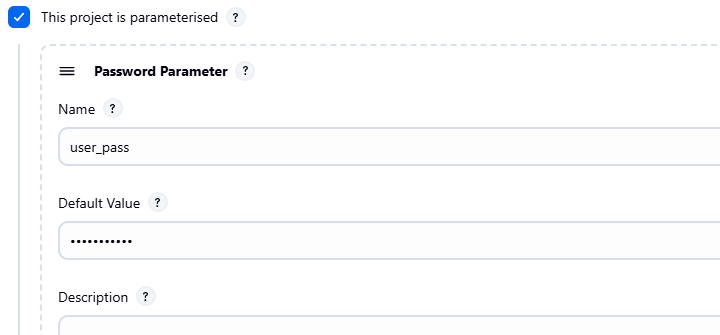 This project is parameterised ?
Password Parameter ?
Name ?
user_pass
Default Value ?
•••••••••••
Description ?